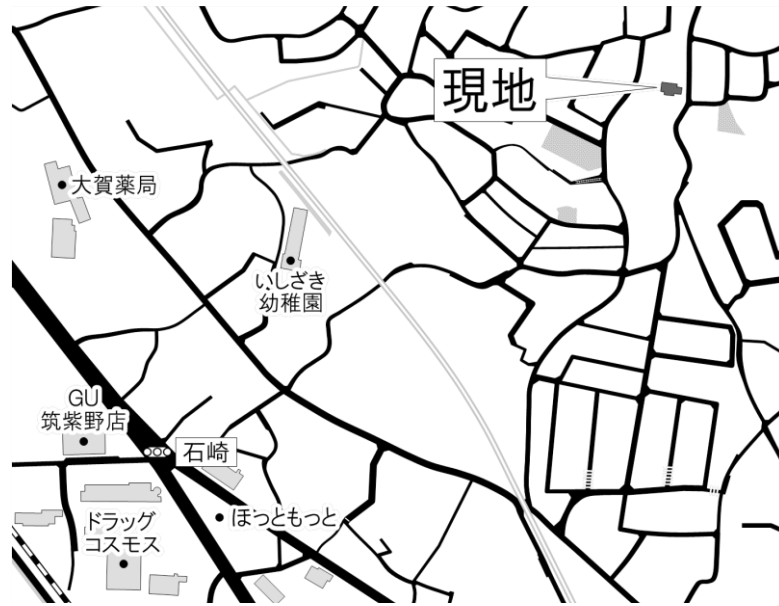 現地
大賀薬局
いしざき
幼稚園
GU
筑紫野店
石崎
ほっともっと
ドラッグ
コスモス